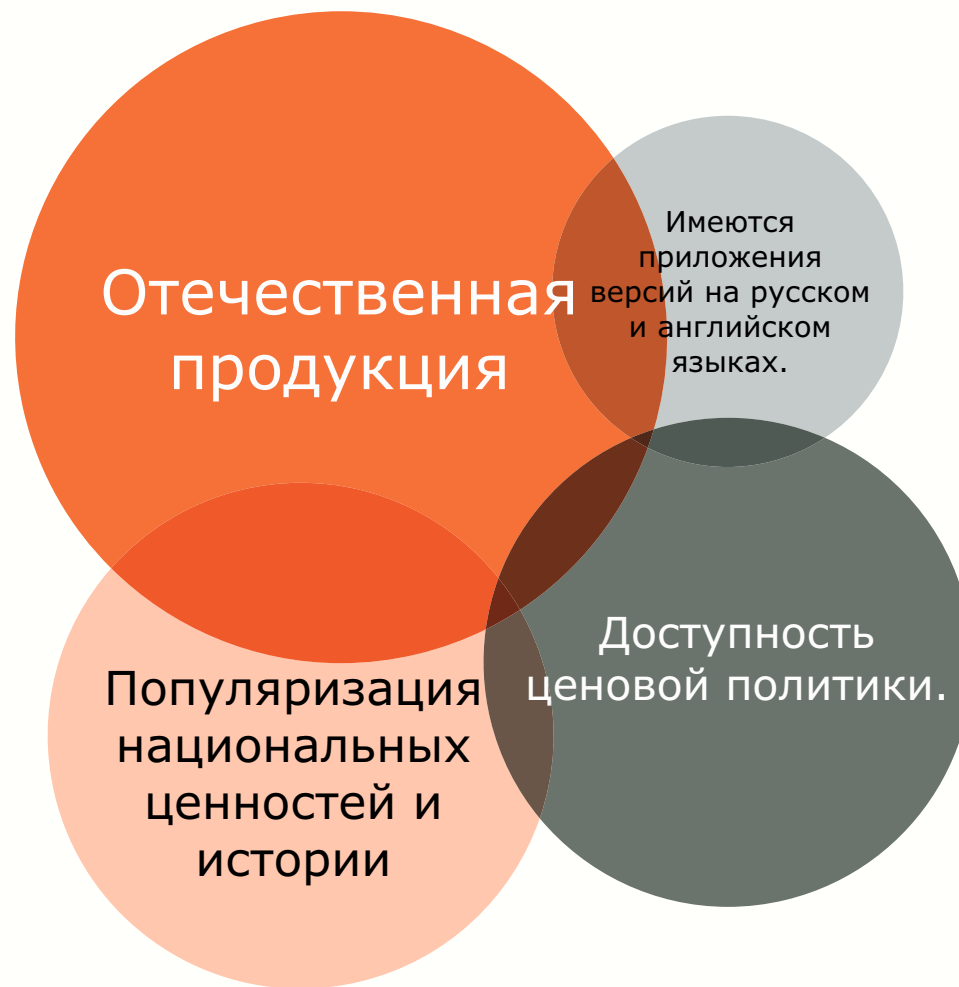 Отечественная
продукция
Имеются
приложения
версий на русском
и английском
языках.
Доступность
ценовой политики.
Популяризация
национальных
ценностей и
истории